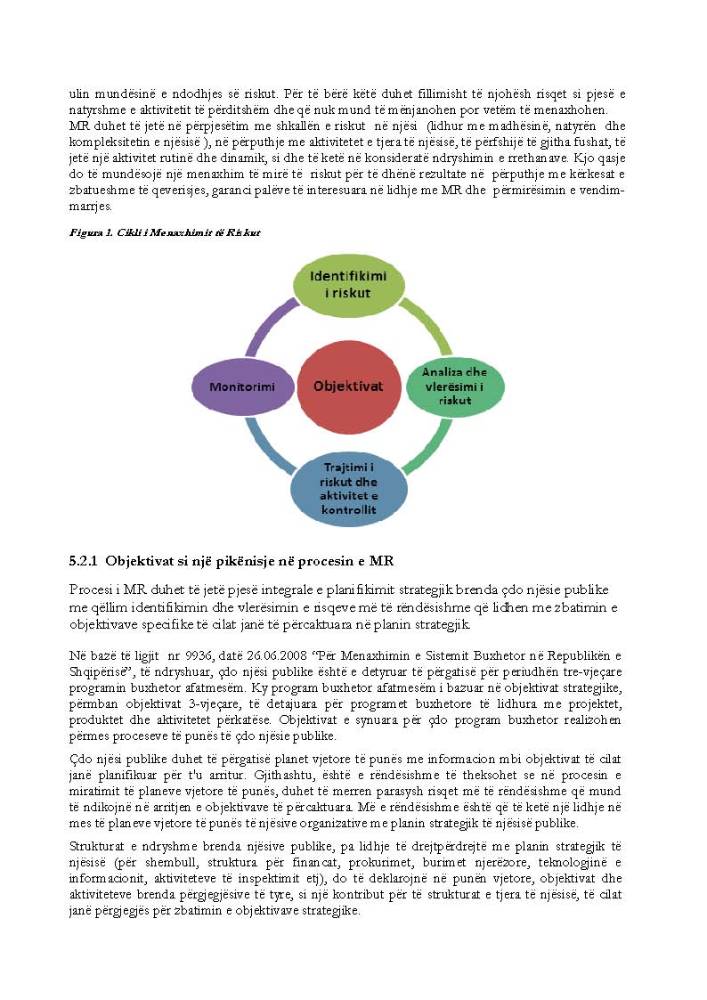 ulin mundësinë e ndodhjes së riskut. Për të bërë këtë duhet fillimisht të njohësh risqet si pjesë e
natyrshme e aktivitetit të përditshëm dhe që nuk mund të mënjanohen por vetëm të menaxhohen.
MR duhet të jetë në përpjesëtim me shkallën e riskut në njësi (lidhur me madhësinë, natyrën dhe
kompleksitetin e njësisë ), në përputhje me aktivitetet e tjera të njësisë, të përfshijë të gjitha fushat, të
jetë një aktivitet rutinë dhe dinamik, si dhe të ketë në konsideratë ndryshimin e rrethanave. Kjo qasje
do të mundësojë një menaxhim të mirë të riskut për të dhënë rezultate në përputhje me kërkesat e
zbatueshme të qeverisjes, garanci palëve të interesuara në lidhje me MR dhe përmirësimin e vendim-
marrjes.
Figura 1. Cikli i Menaxhimit të Riskut
Identifikimi
i riskut
Monitorimi
Objektivat
Analiza dhe
vlerësimi i
riskut
Trajtimi i
riskut dhe
aktivitet e
kontrollit
5.2.1 Objektivat si një pikënisje në procesin e MR
Procesi i MR duhet të jetë pjesë integrale e planifikimit strategjik brenda çdo njësie publike
me qëllim identifikimin dhe vlerësimin e risqeve më të rëndësishme që lidhen me zbatimin e
objektivave specifike të cilat janë të përcaktuara në planin strategjik.
Në bazë të ligjit nr 9936, datë 26.06.2008 “Për Menaxhimin e Sistemit Buxhetor në Republikën e
Shqipërisë”, të ndryshuar, çdo njësi publike është e detyruar të përgatisë për periudhën tre-vjeçare
programin buxhetor afatmesëm. Ky program buxhetor afatmesëm i bazuar në objektivat strategjike,
përmban objektivat 3-vjeçare, të detajuara për programet buxhetore të lidhura me projektet,
produktet dhe aktivitetet përkatëse. Objektivat e synuara për çdo program buxhetor realizohen
përmes proceseve të punës të çdo njësie publike.
Çdo njësi publike duhet të përgatisë planet vjetore të punës me informacion mbi objektivat të cilat
janë planifikuar për t'u arritur. Gjithashtu, është e rëndësishme të theksohet se në procesin e
miratimit të planeve vjetore të punës, duhet të merren parasysh risqet më të rëndësishme që mund
të ndikojnë në arritjen e objektivave të përcaktuara. Më e rëndësishme është që të ketë një lidhje në
mes të planeve vjetore të punës të njësive organizative me planin strategjik të njësisë publike.
Strukturat e ndryshme brenda njësive publike, pa lidhje të drejtpërdrejtë me planin strategjik të
njësisë (për shembull, struktura për financat, prokurimet, burimet njerëzore, teknologjinë e
informacionit, aktiviteteve të inspektimit etj), do të deklarojnë në punën vjetore, objektivat dhe
aktiviteteve brenda përgjegjësive të tyre, si një kontribut për të strukturat e tjera të njësisë, të cilat
janë përgjegjës për zbatimin e objektivave strategjike.